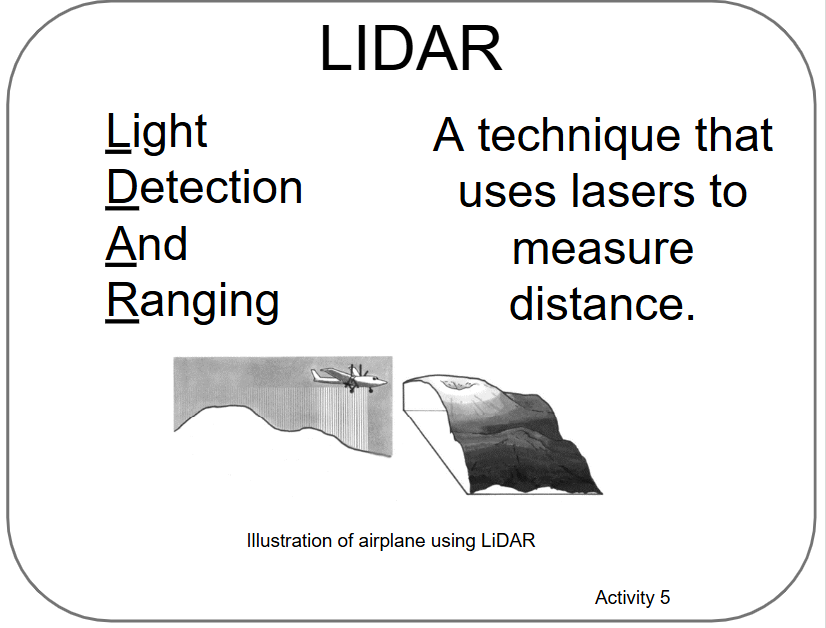 LIDAR
Light
Detection
And
Ranging
A technique that
uses lasers to
measure
distance.
Illustration of airplane using LiDAR
Activity 5